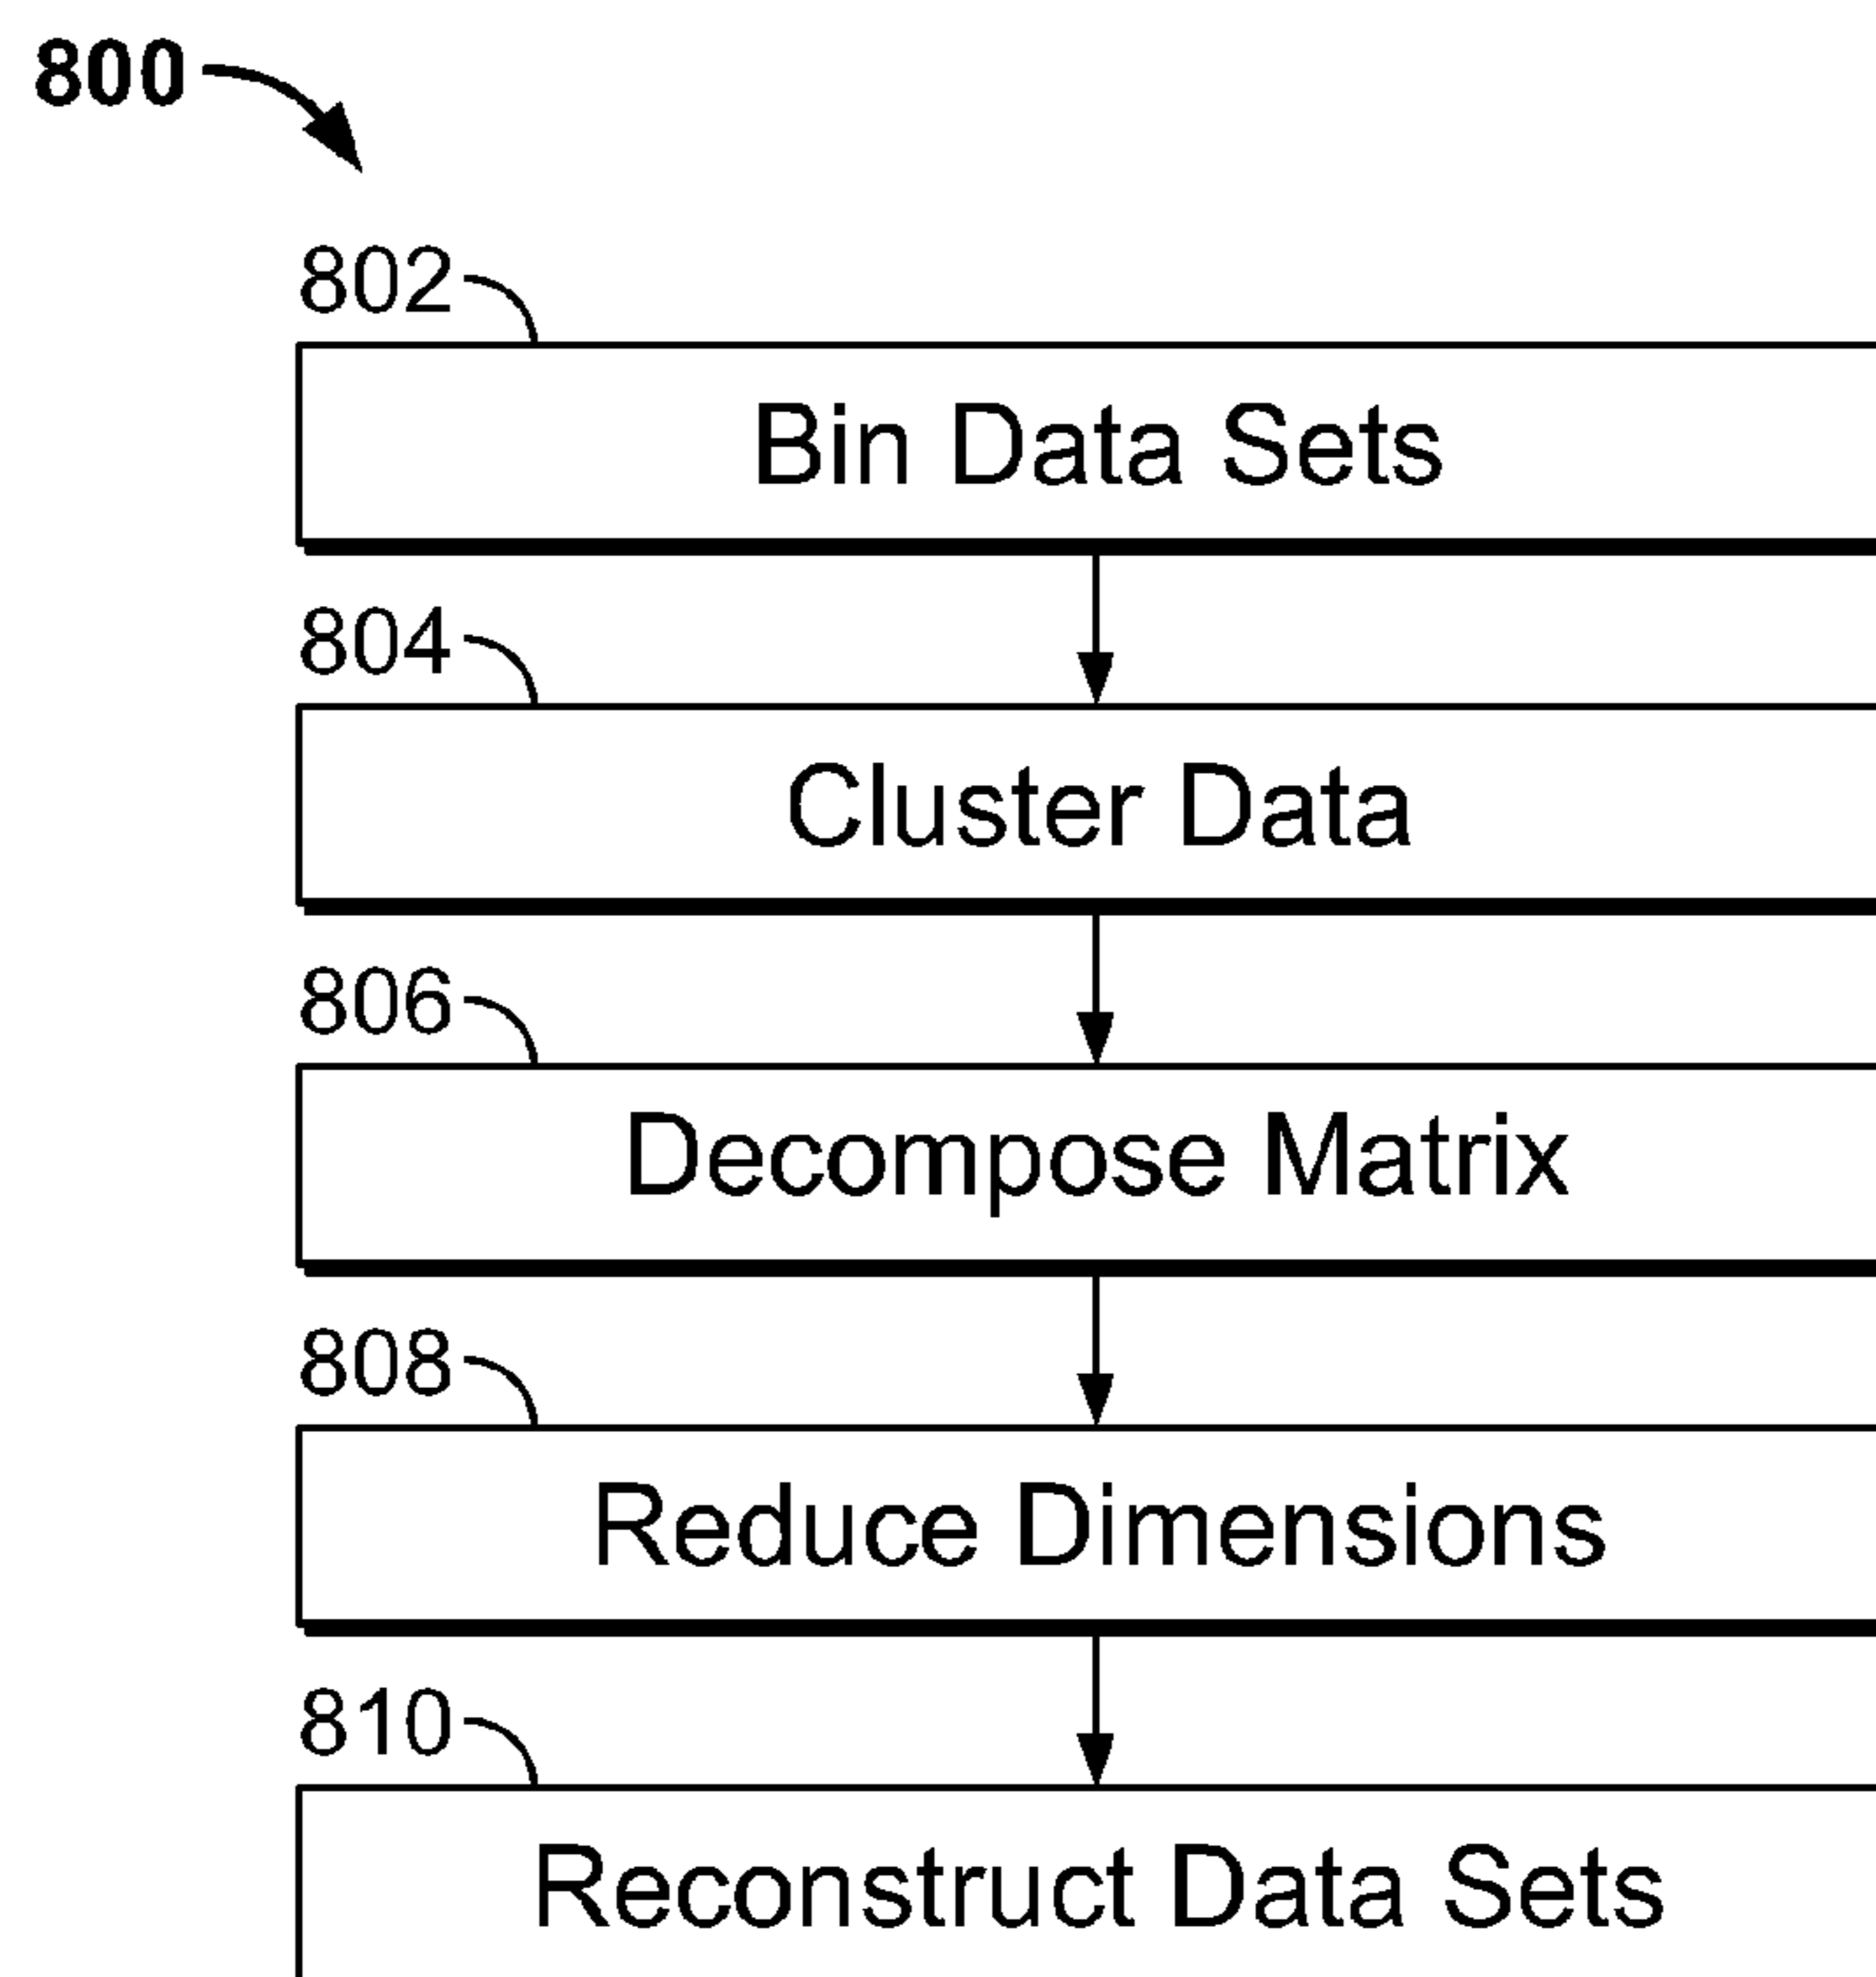 800
802
Bin Data Sets
804
Cluster Data
806
Decompose Matrix
808
Reduce Dimensions
810
Reconstruct Data Sets